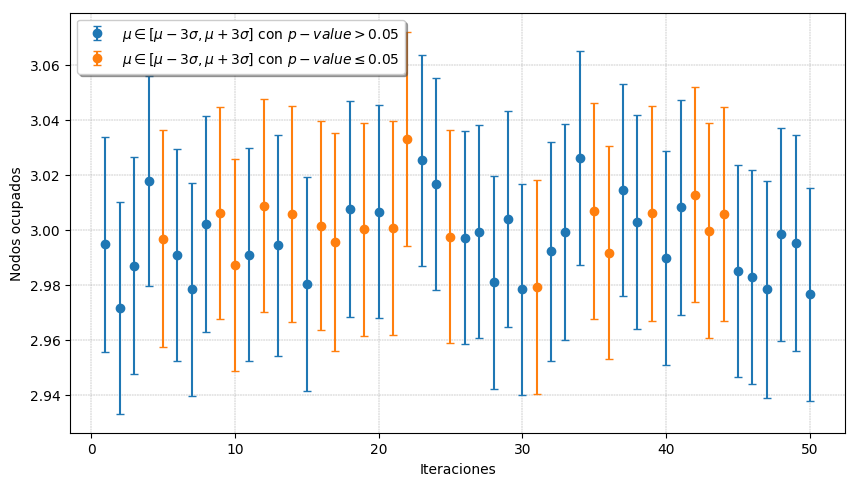 μ ∈ [μ − 3σ, μ + 3σ] con p − value > 0.05
μ ∈ [μ − 3σ, μ + 3σ] con p − value ≤ 0.05
Nodos ocupados
3.06
3.04
3.02
3.00
2.98
2.96
2.94
0 10 20 30 40 50
Iteraciones